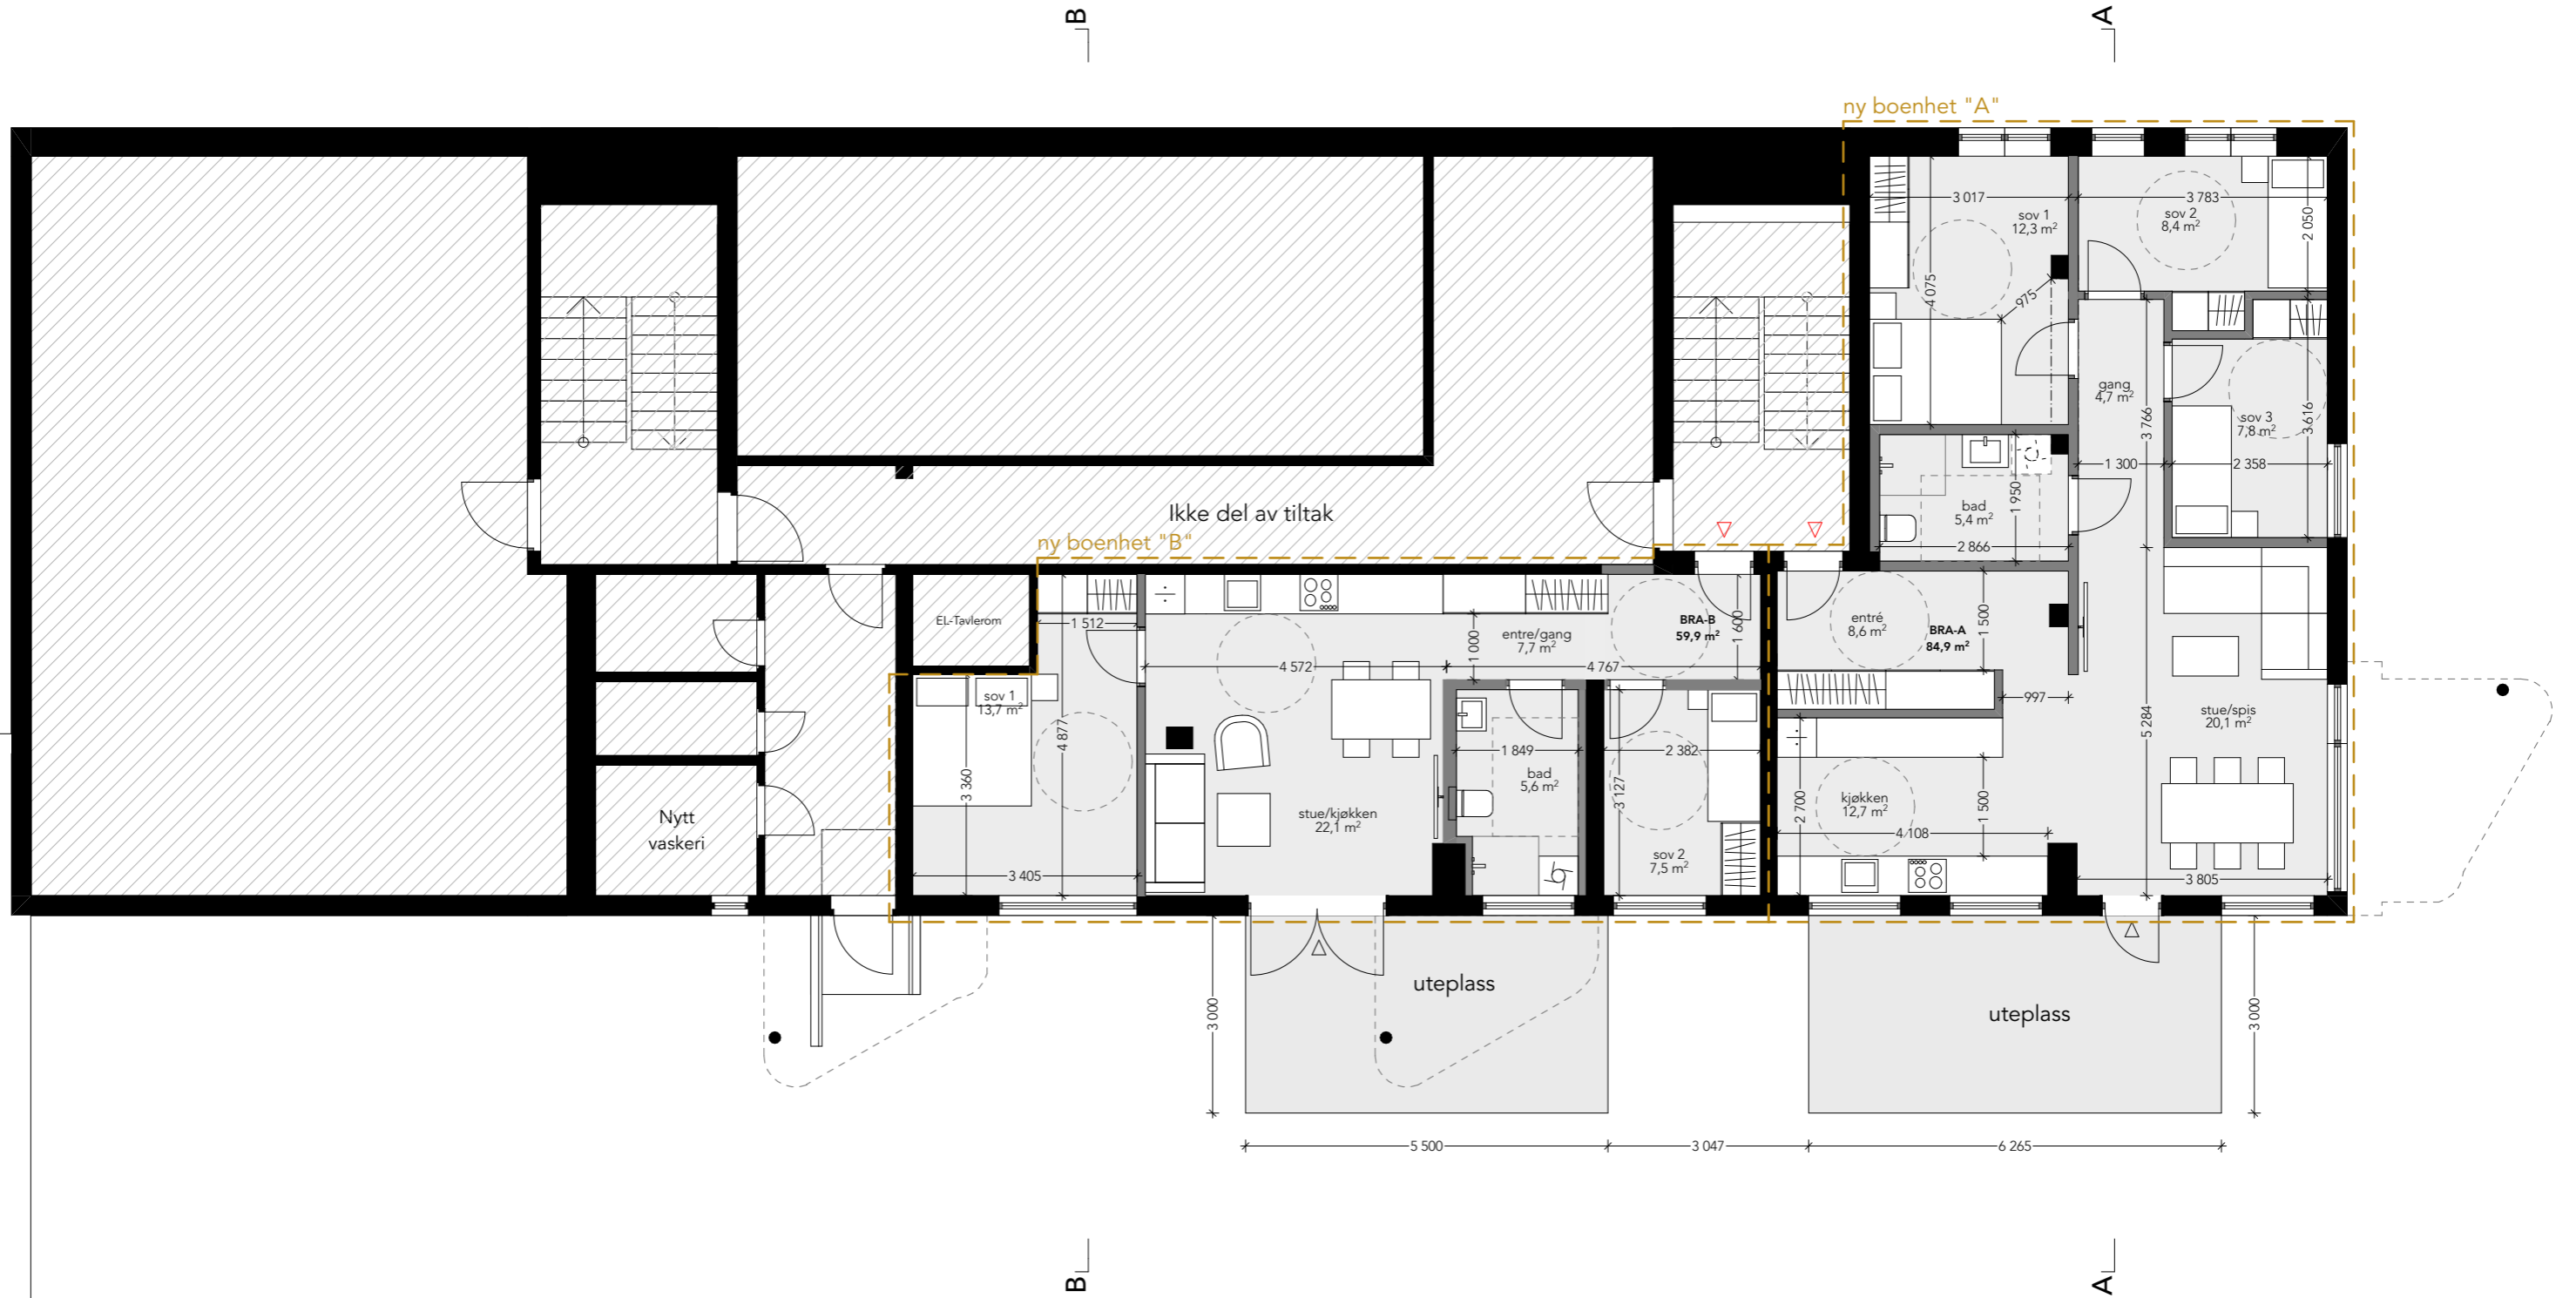 B
A
ny boenhet "A"
3 017
sov 1
12,3 m²
3 783
sov 2
8,4 m²
2 050
4 075
975
gang
4,7 m²
3 766
sov 3
7,8 m²
3 616
1 300
2 358
bad
5,4 m²
1 950
2 866
Ikke del av tiltak
ny boenhet "B"
EL-Tavlerom
1 512
entre/gang
7,7 m²
1 000
BRA-B
59,9 m²
1 600
entré
8,6 m²
BRA-A
84,9 m²
1 500
4 572
4 767
sov 1
13,7 m²
4 877
997
stue/spis
20,1 m²
5 284
1 849
bad
5,6 m²
2 382
3 127
3 360
kjøkken
12,7 m²
2 700
1 500
4 108
Nytt
vaskeri
stue/kjøkken
22,1 m²
sov 2
7,5 m²
3 405
3 805
uteplass
3 000
uteplass
3 000
5 500
3 047
6 265
B
A